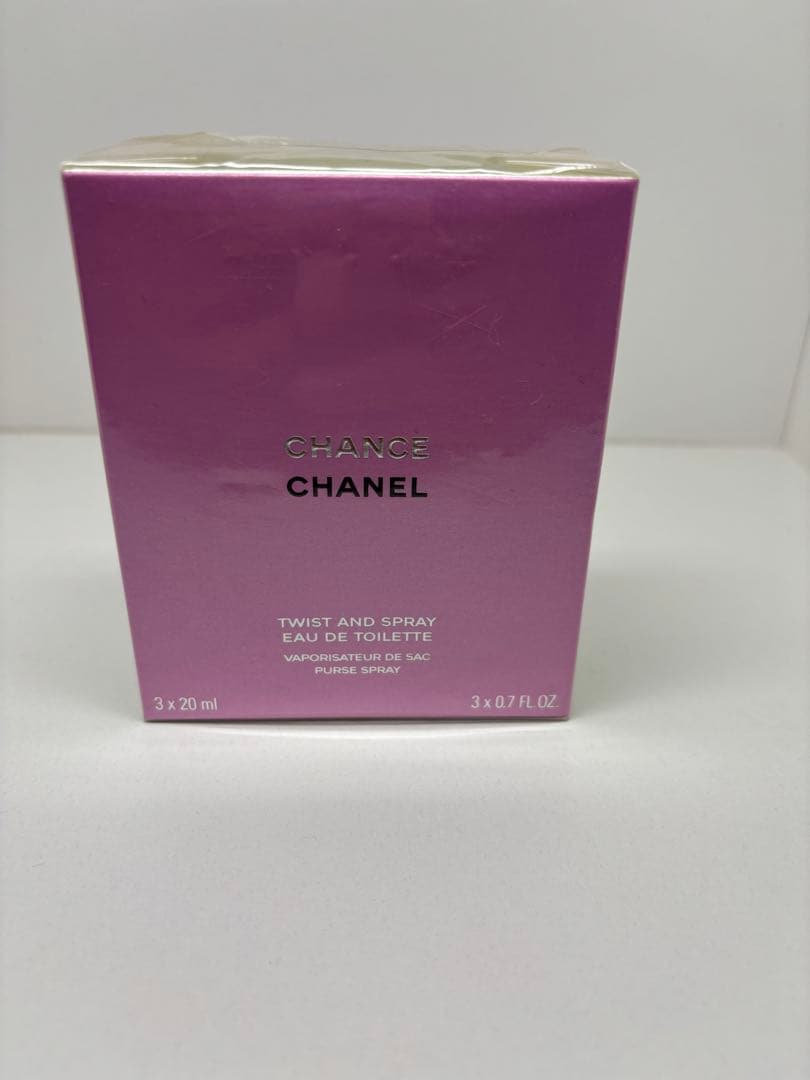 CHANCE
CHANEL
TWIST AND SPRAY
EAU DE TOILETTE
VAPORISATEUR DE SAC
PURSE SPRAY
3 x 20 ml
3 x 0.7 FL.OZ.